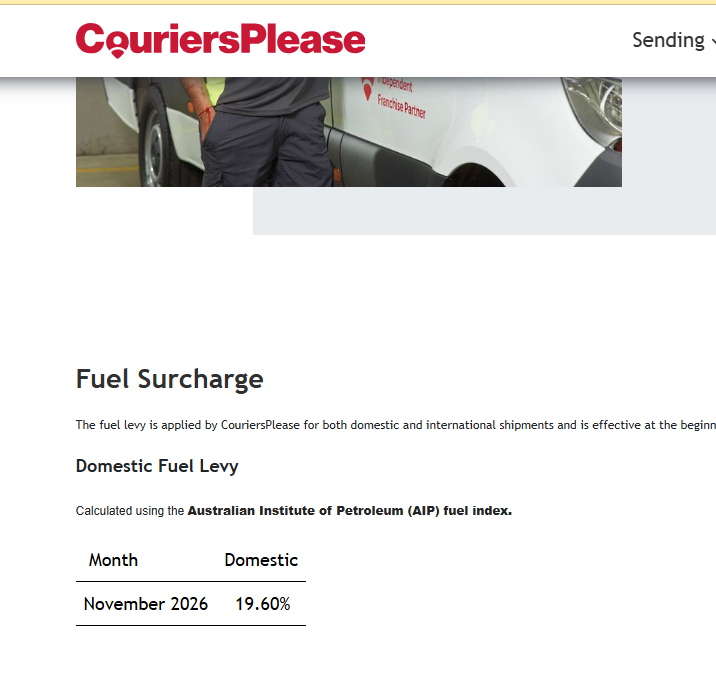 CouriersPlease
Sending
Independent
Franchise Partner
Fuel Surcharge
The fuel levy is applied by CouriersPlease for both domestic and international shipments and is effective at the beginn
Domestic Fuel Levy
Calculated using the Australian Institute of Petroleum (AIP) fuel index.
Month Domestic
November 2026 19.60%